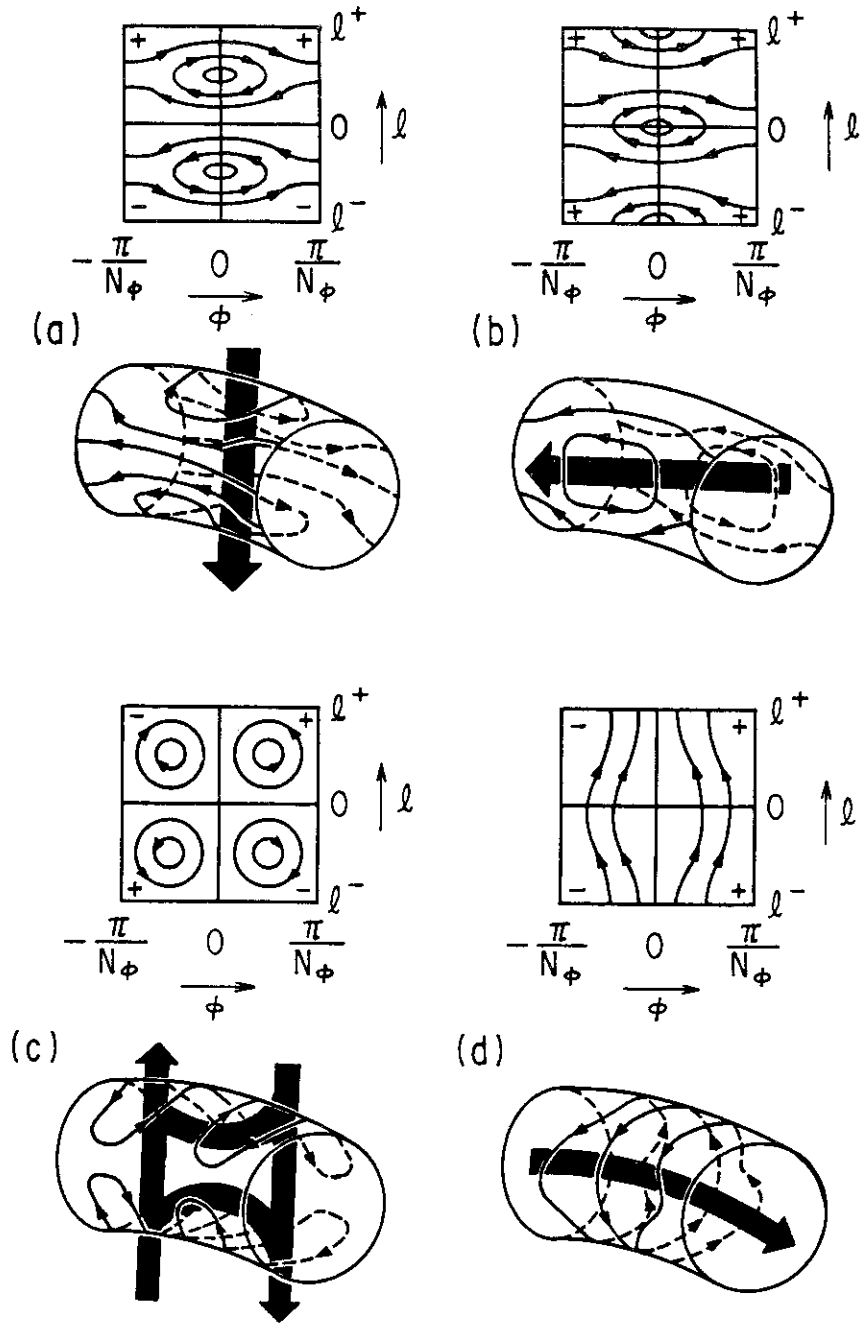 + + ℓ+
0 ℓ
- - ℓ-
-π/Nϕ 0 π/Nϕ
ϕ
(a)
+ + ℓ+
0 ℓ
+ + ℓ-
-π/Nϕ 0 π/Nϕ
ϕ
(b)
- + ℓ+
0 ℓ
+ - ℓ-
-π/Nϕ 0 π/Nϕ
ϕ
(c)
- + ℓ+
0 ℓ
- + ℓ-
-π/Nϕ 0 π/Nϕ
ϕ
(d)